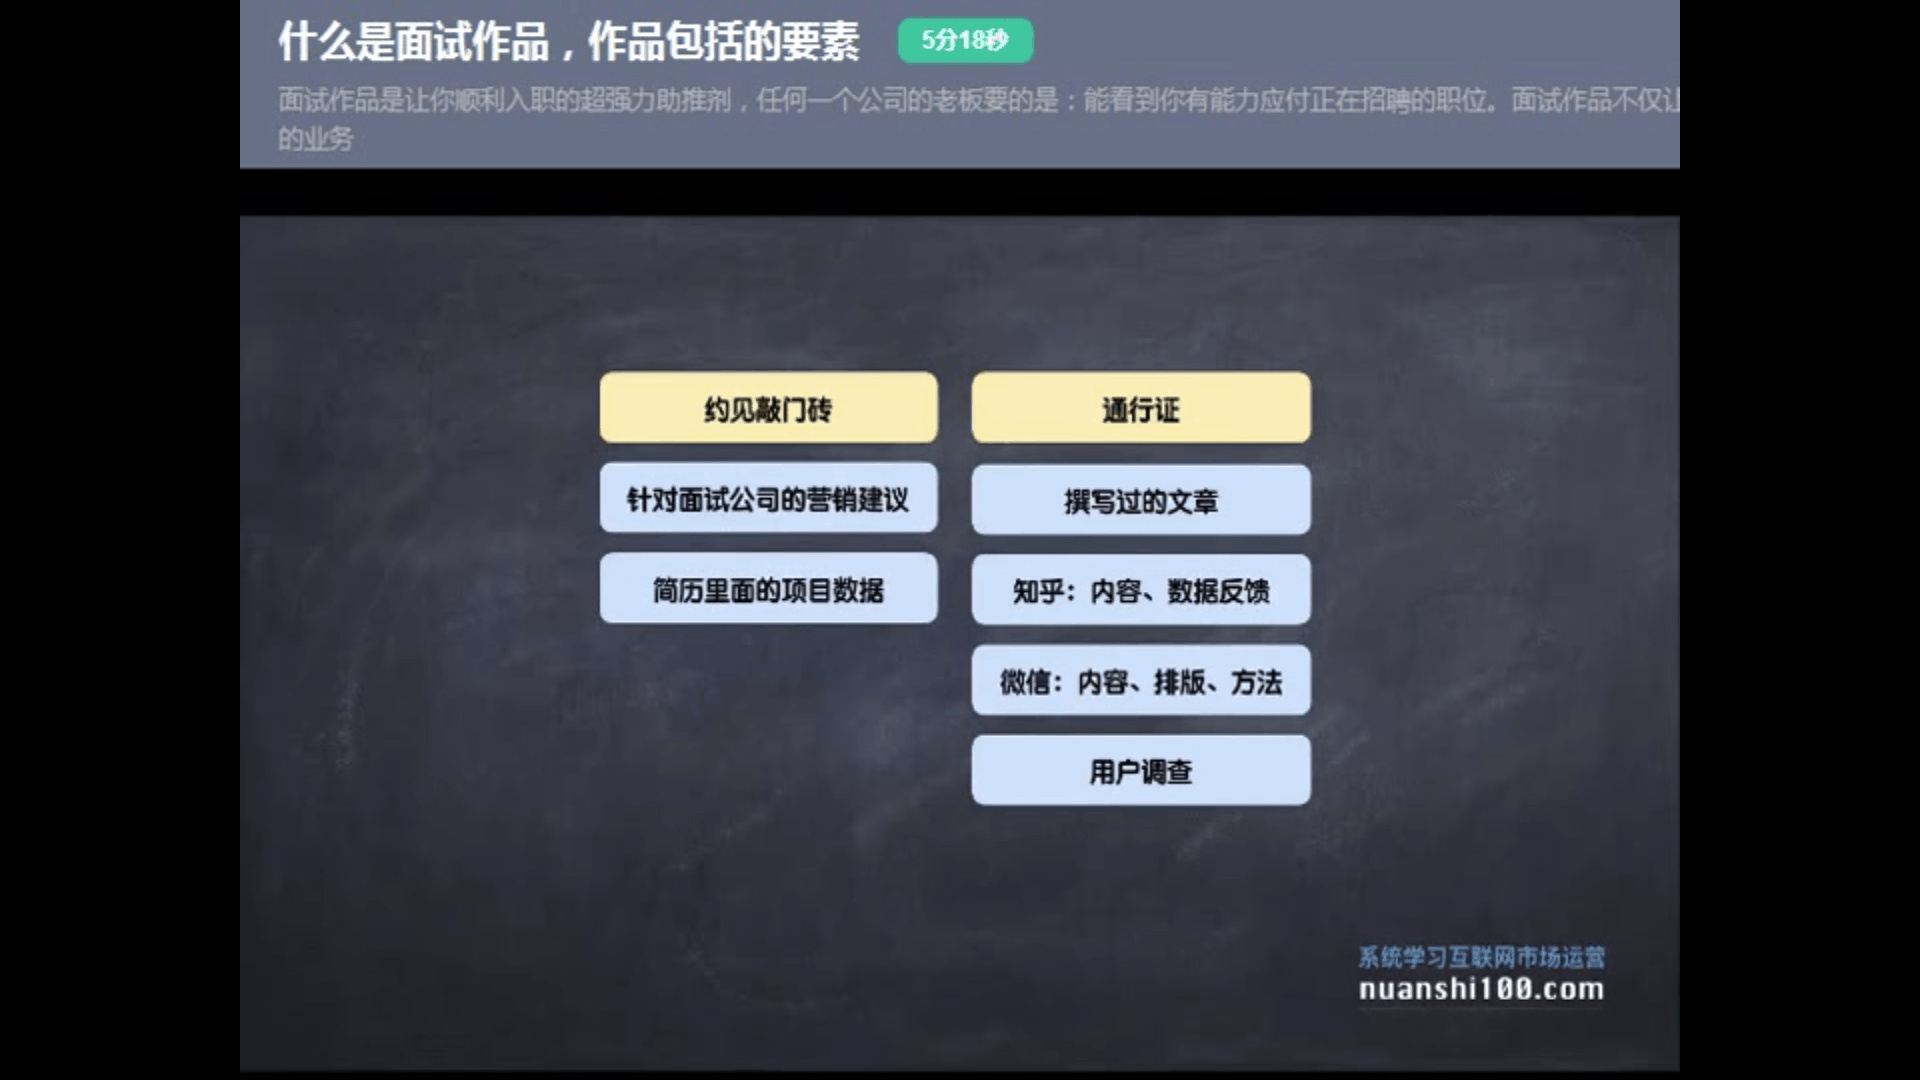 什么是面试作品，作品包括的要素 5分18秒
面试作品是让你顺利入职的超强力助推剂，任何一个公司的老板要的是：能看到你有能力应付正在招聘的职位。面试作品不仅让
的业务
约见敲门砖
针对面试公司的营销建议
简历里面的项目数据
通行证
撰写过的文章
知乎：内容、数据反馈
微信：内容、排版、方法
用户调查
系统学习互联网市场运营
nuanshi100.com